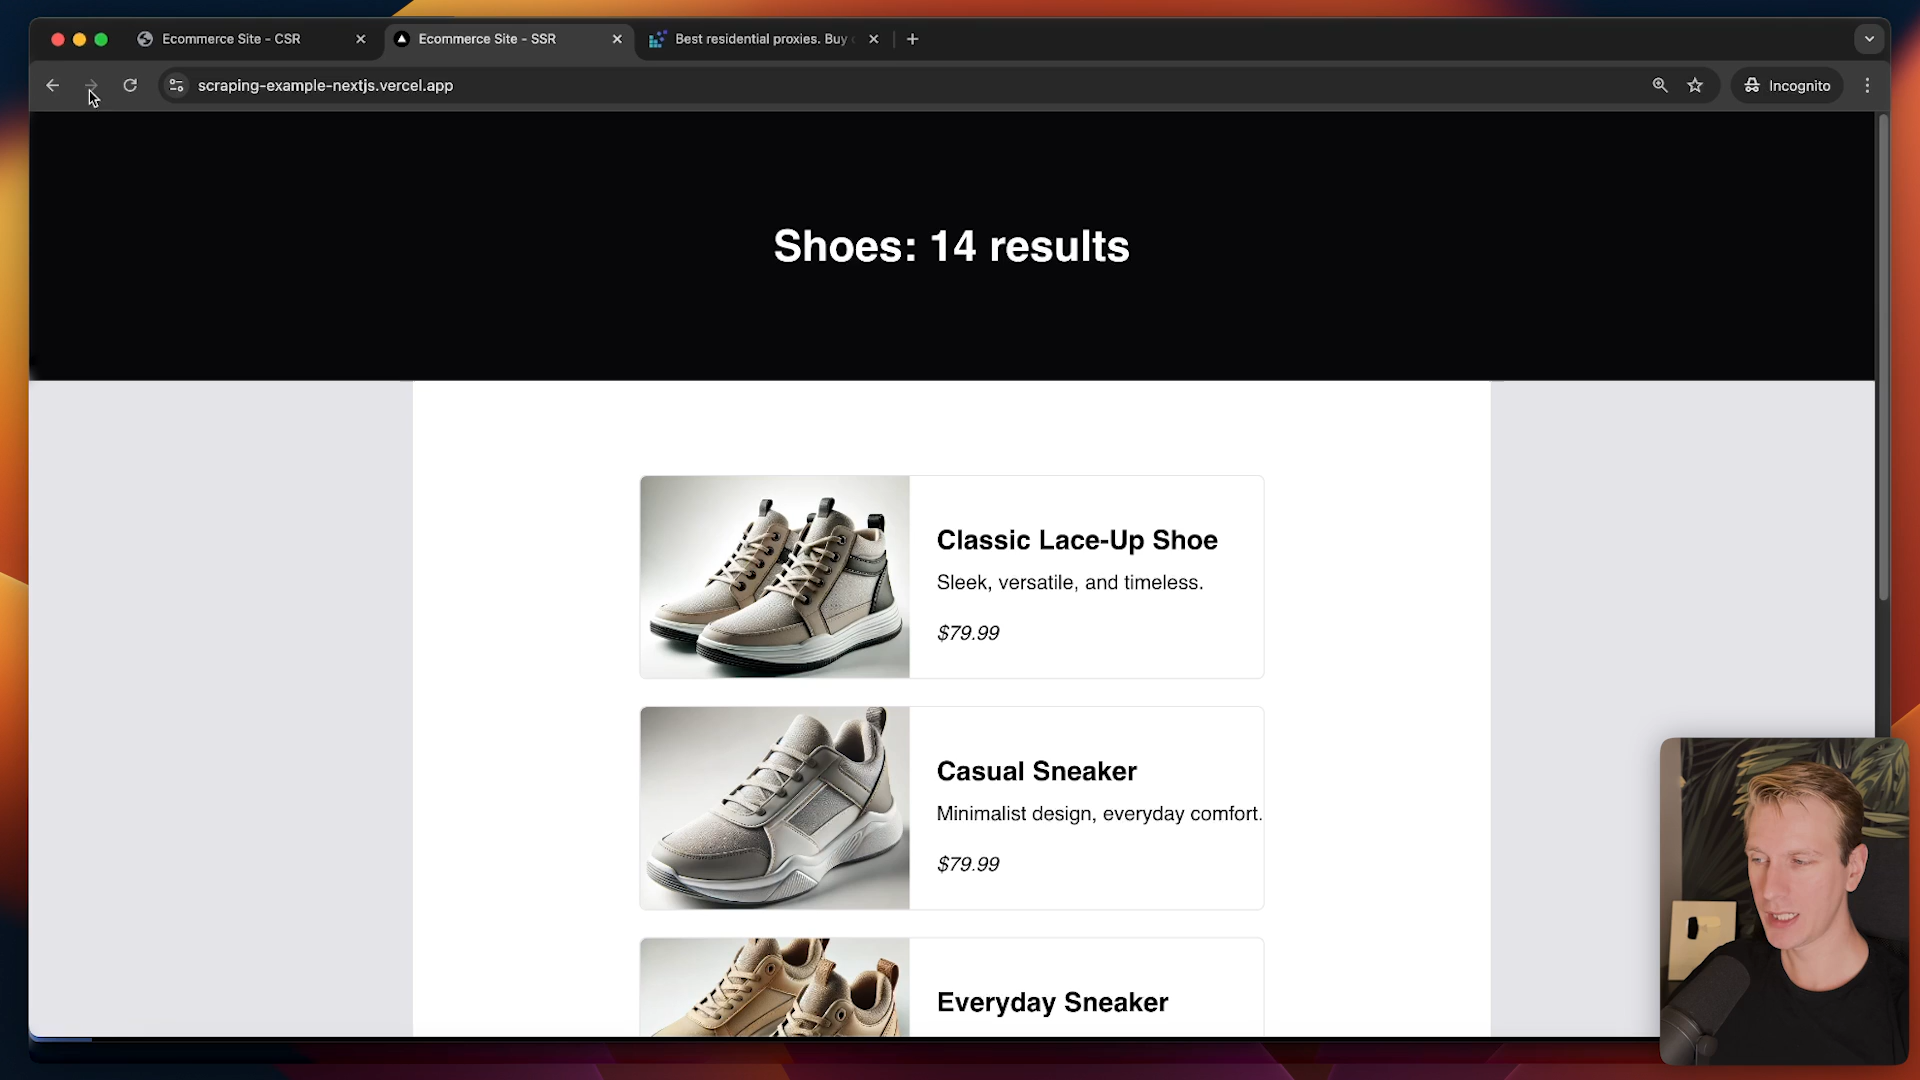 Ecommerce Site - CSR
Ecommerce Site - SSR
Best residential proxies. Buy
scraping-example-nextjs.vercel.app
Incognito
Shoes: 14 results
Classic Lace-Up Shoe
Sleek, versatile, and timeless.
$79.99
Casual Sneaker
Minimalist design, everyday comfort.
$79.99
Everyday Sneaker